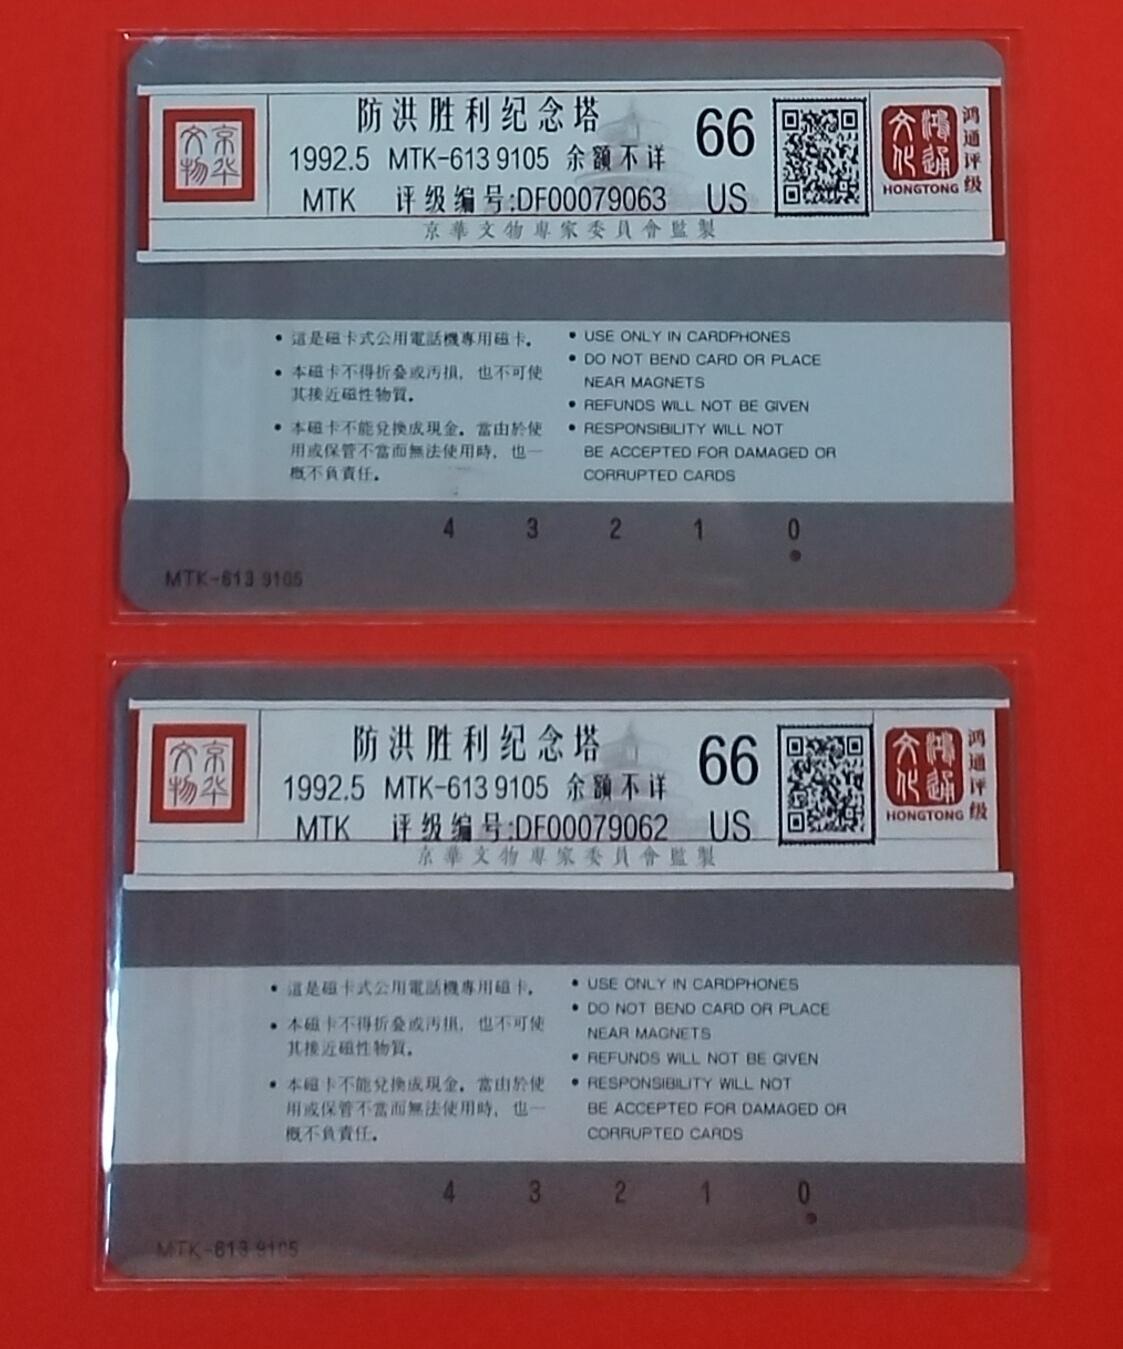 京华
文物
防洪胜利纪念塔
1992.5 MTK-613 9105 余额不详
MTK 评级编号:DF00079063
66
US
文化
鸿通
HONGTONG
鸿通评级
京華文物專家委員會監製
• 這是磁卡式公用電話機專用磁卡。
• 本磁卡不得折叠或汚損，也不可使
其接近磁性物質。
• 本磁卡不能兌換成現金。當由於使
用或保管不當而無法使用時，也一
概不負責任。
• USE ONLY IN CARDPHONES
• DO NOT BEND CARD OR PLACE
NEAR MAGNETS
• REFUNDS WILL NOT BE GIVEN
• RESPONSIBILITY WILL NOT
BE ACCEPTED FOR DAMAGED OR
CORRUPTED CARDS
4 3 2 1 0
MTK-613 9105
京华
文物
防洪胜利纪念塔
1992.5 MTK-613 9105 余额不详
MTK 评级编号:DF00079062
66
US
文化
鸿通
HONGTONG
鸿通评级
京華文物專家委員會監製
• 這是磁卡式公用電話機專用磁卡。
• 本磁卡不得折叠或汚損，也不可使
其接近磁性物質。
• 本磁卡不能兌換成現金。當由於使
用或保管不當而無法使用時，也一
概不負責任。
• USE ONLY IN CARDPHONES
• DO NOT BEND CARD OR PLACE
NEAR MAGNETS
• REFUNDS WILL NOT BE GIVEN
• RESPONSIBILITY WILL NOT
BE ACCEPTED FOR DAMAGED OR
CORRUPTED CARDS
4 3 2 1 0
MTK-613 9105